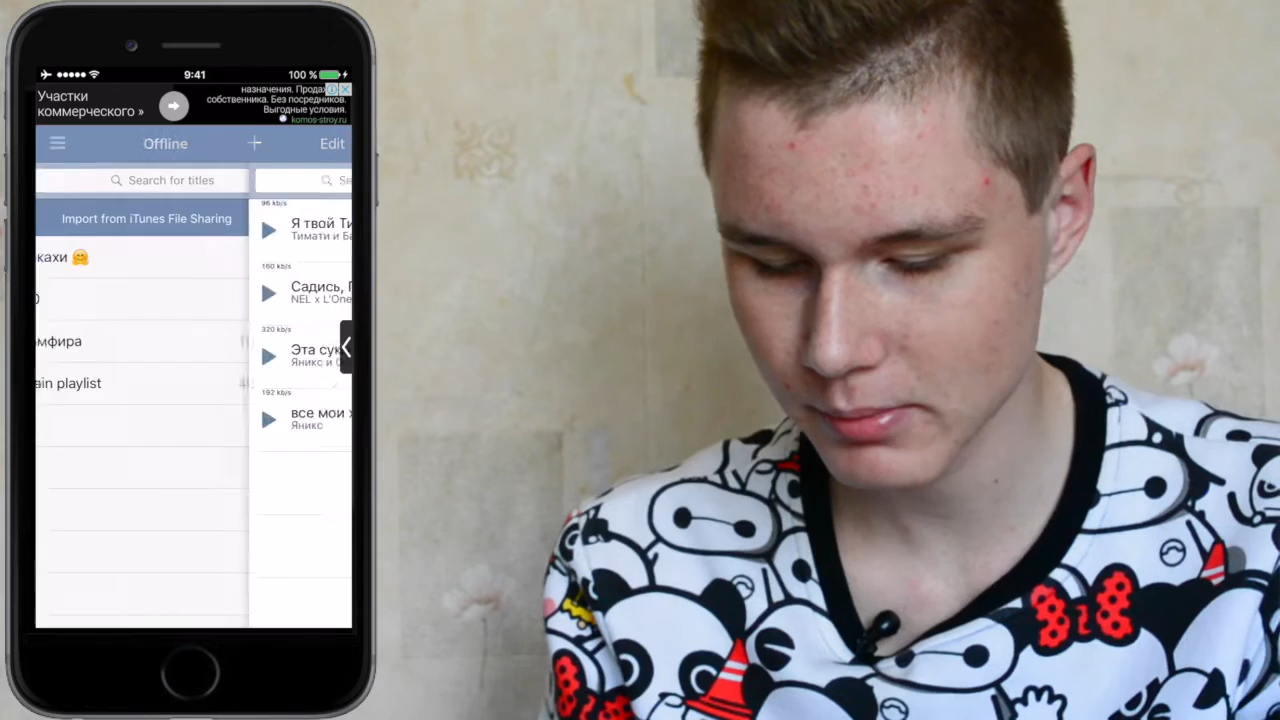 9:41
100 %
Участки
коммерческого »
назначения. Прода
собственника. Без посредников.
Выгодные условия.
komos-stroy.ru
Offline
Edit
Search for titles
Import from iTunes File Sharing
кахи 🤗
мфира
ain playlist
96 kb/s
Я твой Ти
Тимати и Ба
160 kb/s
Садись,
NEL x L'One
320 kb/s
Эта сук
Яникс и
192 kb/s
все мои
Яникс